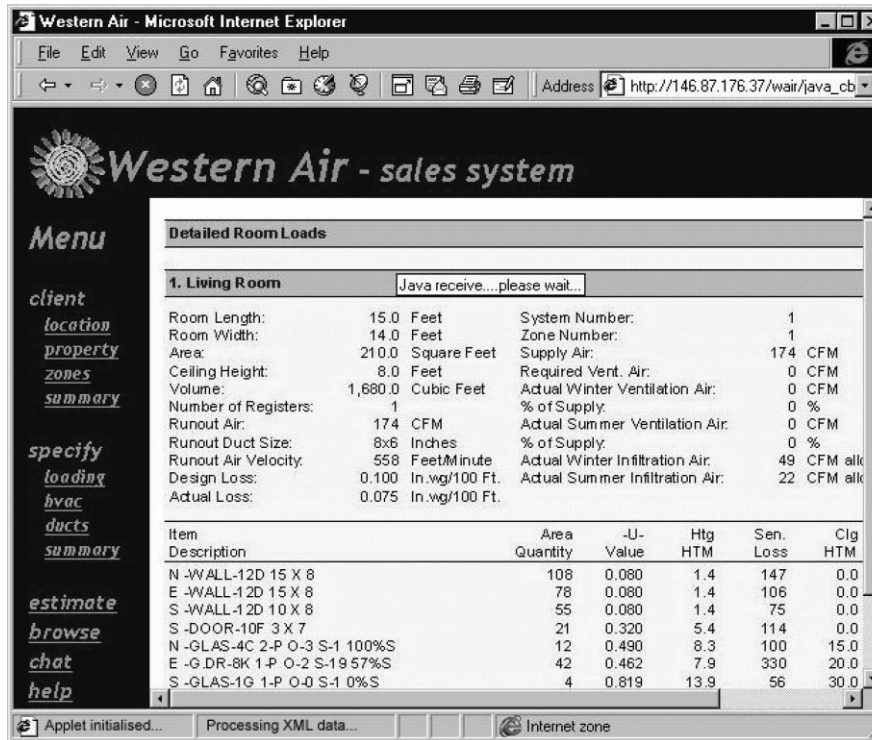 Western Air - Microsoft Internet Explorer
File Edit View Go Favorites Help
Address http://146.87.176.37/wair/java_cb
Western Air - sales system
Menu
client
location
property
zones
summary
specify
loading
hvac
ducts
summary
estimate
browse
chat
help
Detailed Room Loads
1. Living Room
Java receive....please wait...
Room Length: 15.0 Feet System Number: 1
Room Width: 14.0 Feet Zone Number: 1
Area: 210.0 Square Feet Supply Air: 174 CFM
Ceiling Height: 8.0 Feet Required Vent. Air: 0 CFM
Volume: 1,680.0 Cubic Feet Actual Winter Ventilation Air: 0 CFM
Number of Registers: 1 % of Supply: 0 %
Runout Air: 174 CFM Actual Summer Ventilation Air: 0 CFM
Runout Duct Size: 8x6 Inches % of Supply: 0 %
Runout Air Velocity: 558 Feet/Minute Actual Winter Infiltration Air: 49 CFM allo
Design Loss: 0.100 In.wg/100 Ft. Actual Summer Infiltration Air: 22 CFM allo
Actual Loss: 0.075 In.wg/100 Ft.
Item Area -U- Htg Sen. Clg
Description Quantity Value HTM Loss HTM
N -WALL-12D 15 X 8 108 0.080 1.4 147 0.0
E -WALL-12D 15 X 8 78 0.080 1.4 106 0.0
S -WALL-12D 10 X 8 55 0.080 1.4 75 0.0
S -DOOR-10F 3 X 7 21 0.320 5.4 114 0.0
N -GLAS-4C 2-P O-3 S-1 100%S 12 0.490 8.3 100 15.0
E -G.DR-8K 1-P O-2 S-19 57%S 42 0.462 7.9 330 20.0
S -GLAS-1G 1-P O-0 S-1 0%S 4 0.819 13.9 56 30.0
Applet initialised... Processing XML data... Internet zone